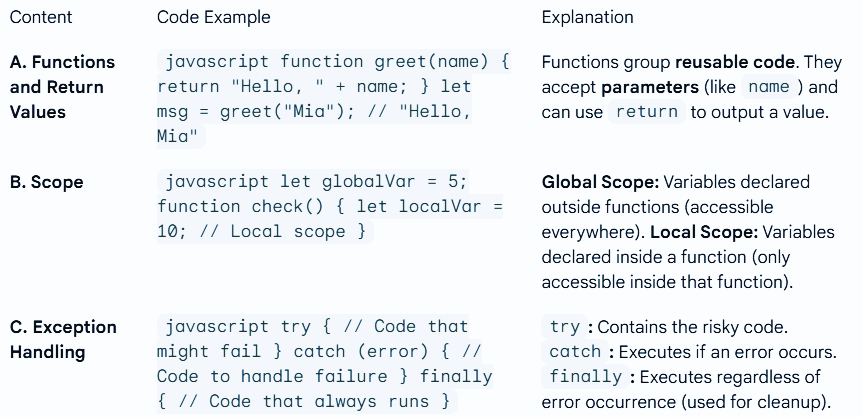 Content Code Example Explanation
A. Functions and Return Values
javascript function greet(name) {
return "Hello, " + name; } let
msg = greet("Mia"); // "Hello,
Mia"
Functions group reusable code. They
accept parameters (like name ) and
can use return to output a value.
B. Scope
javascript let globalVar = 5;
function check() { let localVar =
10; // Local scope }
Global Scope: Variables declared
outside functions (accessible
everywhere). Local Scope: Variables
declared inside a function (only
accessible inside that function).
C. Exception
Handling
javascript try { // Code that
might fail } catch (error) { //
Code to handle failure } finally
{ // Code that always runs }
try : Contains the risky code.
catch : Executes if an error occurs.
finally : Executes regardless of
error occurrence (used for cleanup).